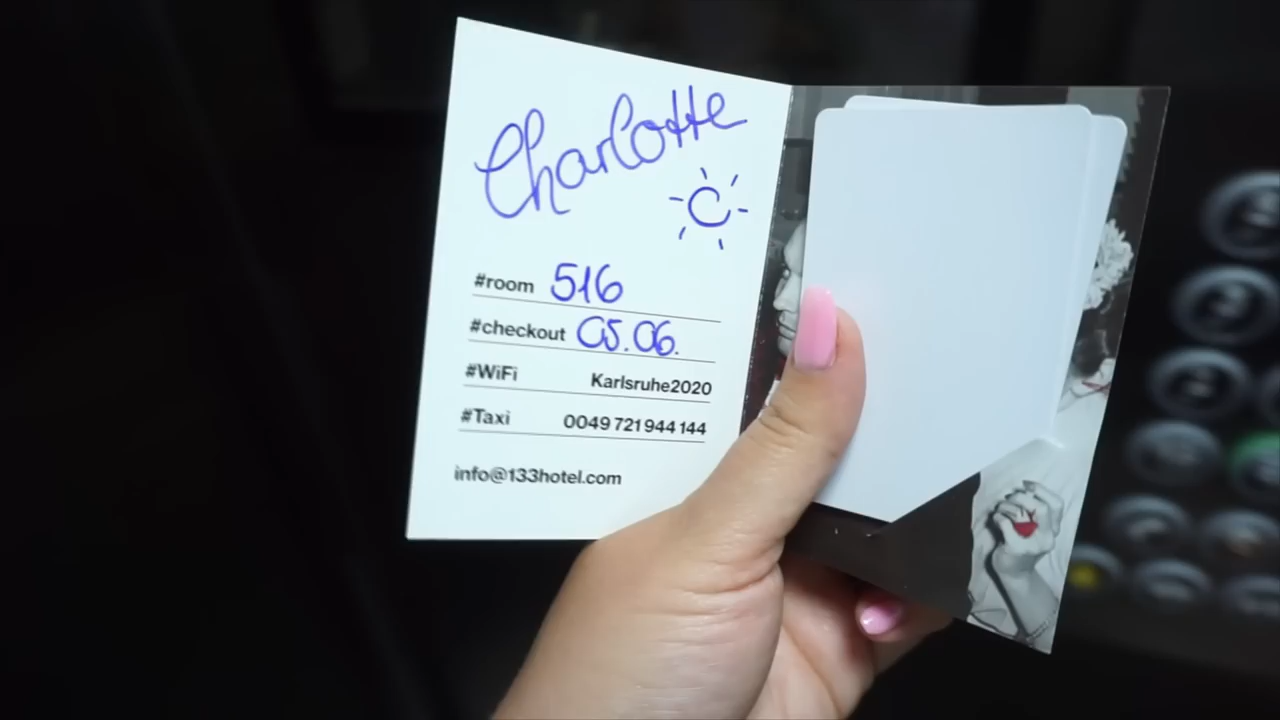 Charlotte
#room 516
#checkout 05.06.
#WiFi Karlsruhe2020
#Taxi 0049 721 944 144
info@133hotel.com